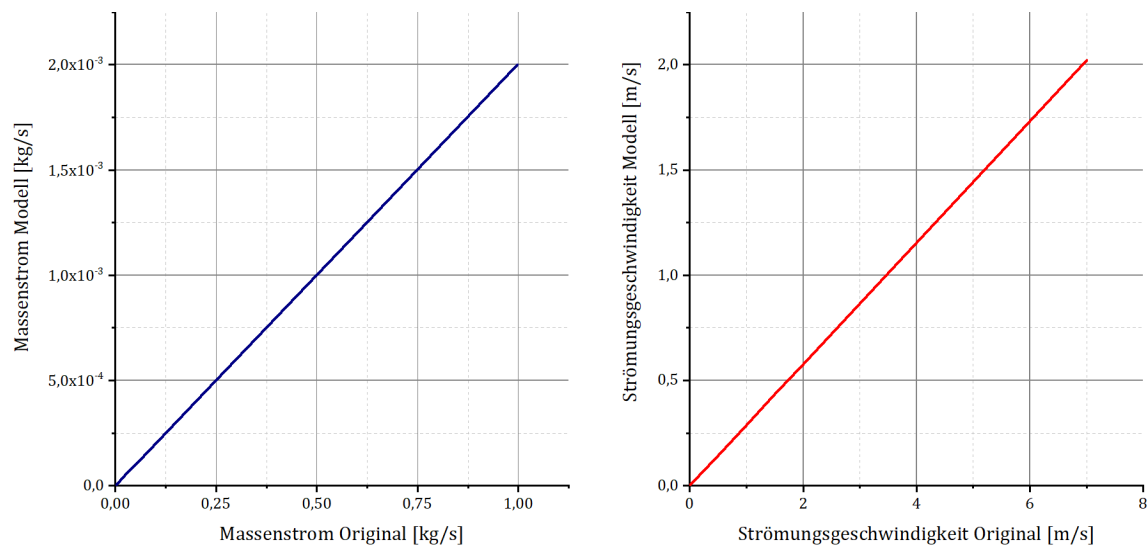 Massenstrom Modell [kg/s]
2,0x10⁻³
1,5x10⁻³
1,0x10⁻³
5,0x10⁻⁴
0,0
0,00 0,25 0,50 0,75 1,00
Massenstrom Original [kg/s]
Strömungsgeschwindigkeit Modell [m/s]
2,0
1,5
1,0
0,5
0,0
0 2 4 6 8
Strömungsgeschwindigkeit Original [m/s]